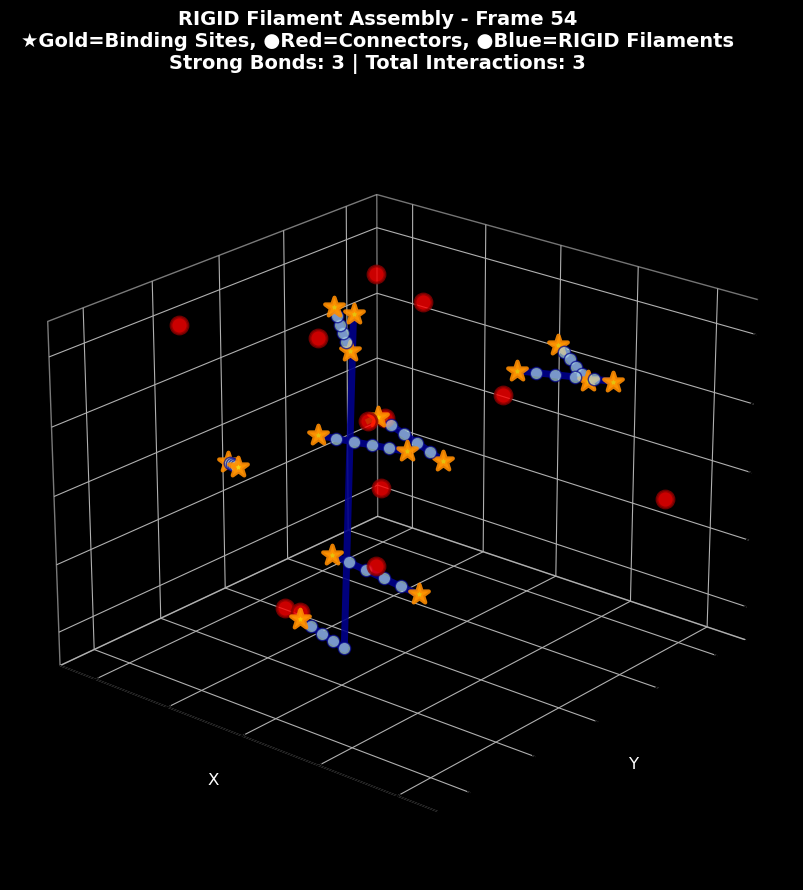 RIGID Filament Assembly - Frame 54
★Gold=Binding Sites, ●Red=Connectors, ●Blue=RIGID Filaments
Strong Bonds: 3 | Total Interactions: 3
Y
X